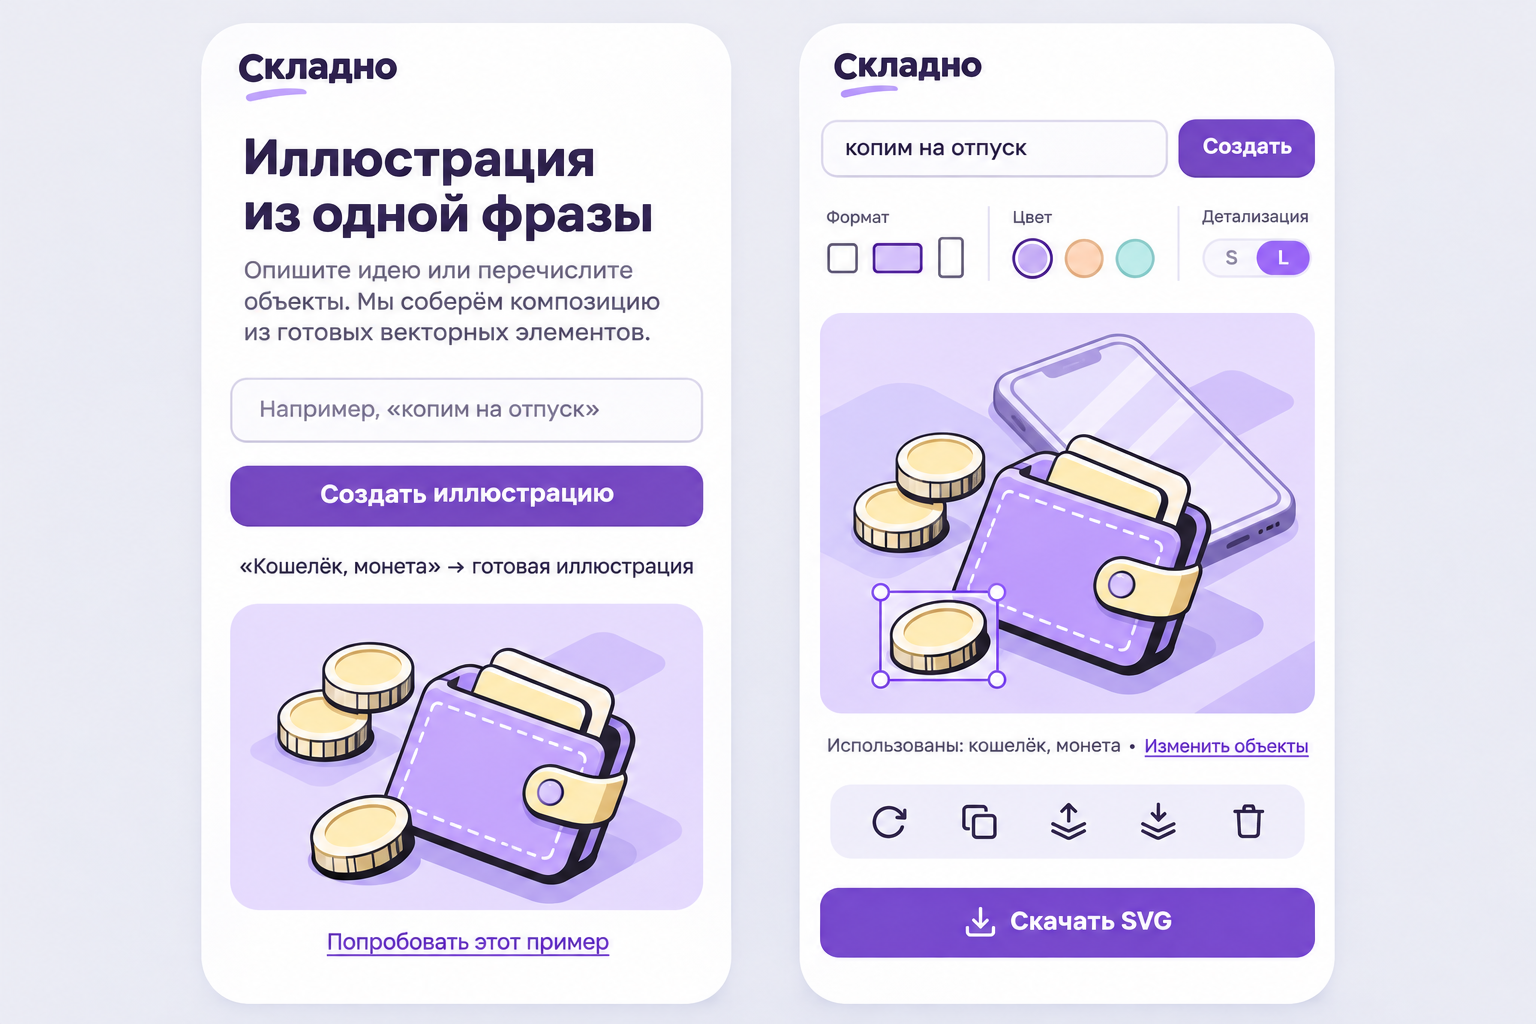 Складно
Иллюстрация
из одной фразы
Опишите идею или перечислите
объекты. Мы соберём композицию
из готовых векторных элементов.
Например, «копим на отпуск»
Создать иллюстрацию
«Кошелёк, монета» → готовая иллюстрация
Попробовать этот пример
Складно
копим на отпуск
Создать
Формат
Цвет
Детализация
S
L
Использованы: кошелёк, монета • Изменить объекты
Скачать SVG